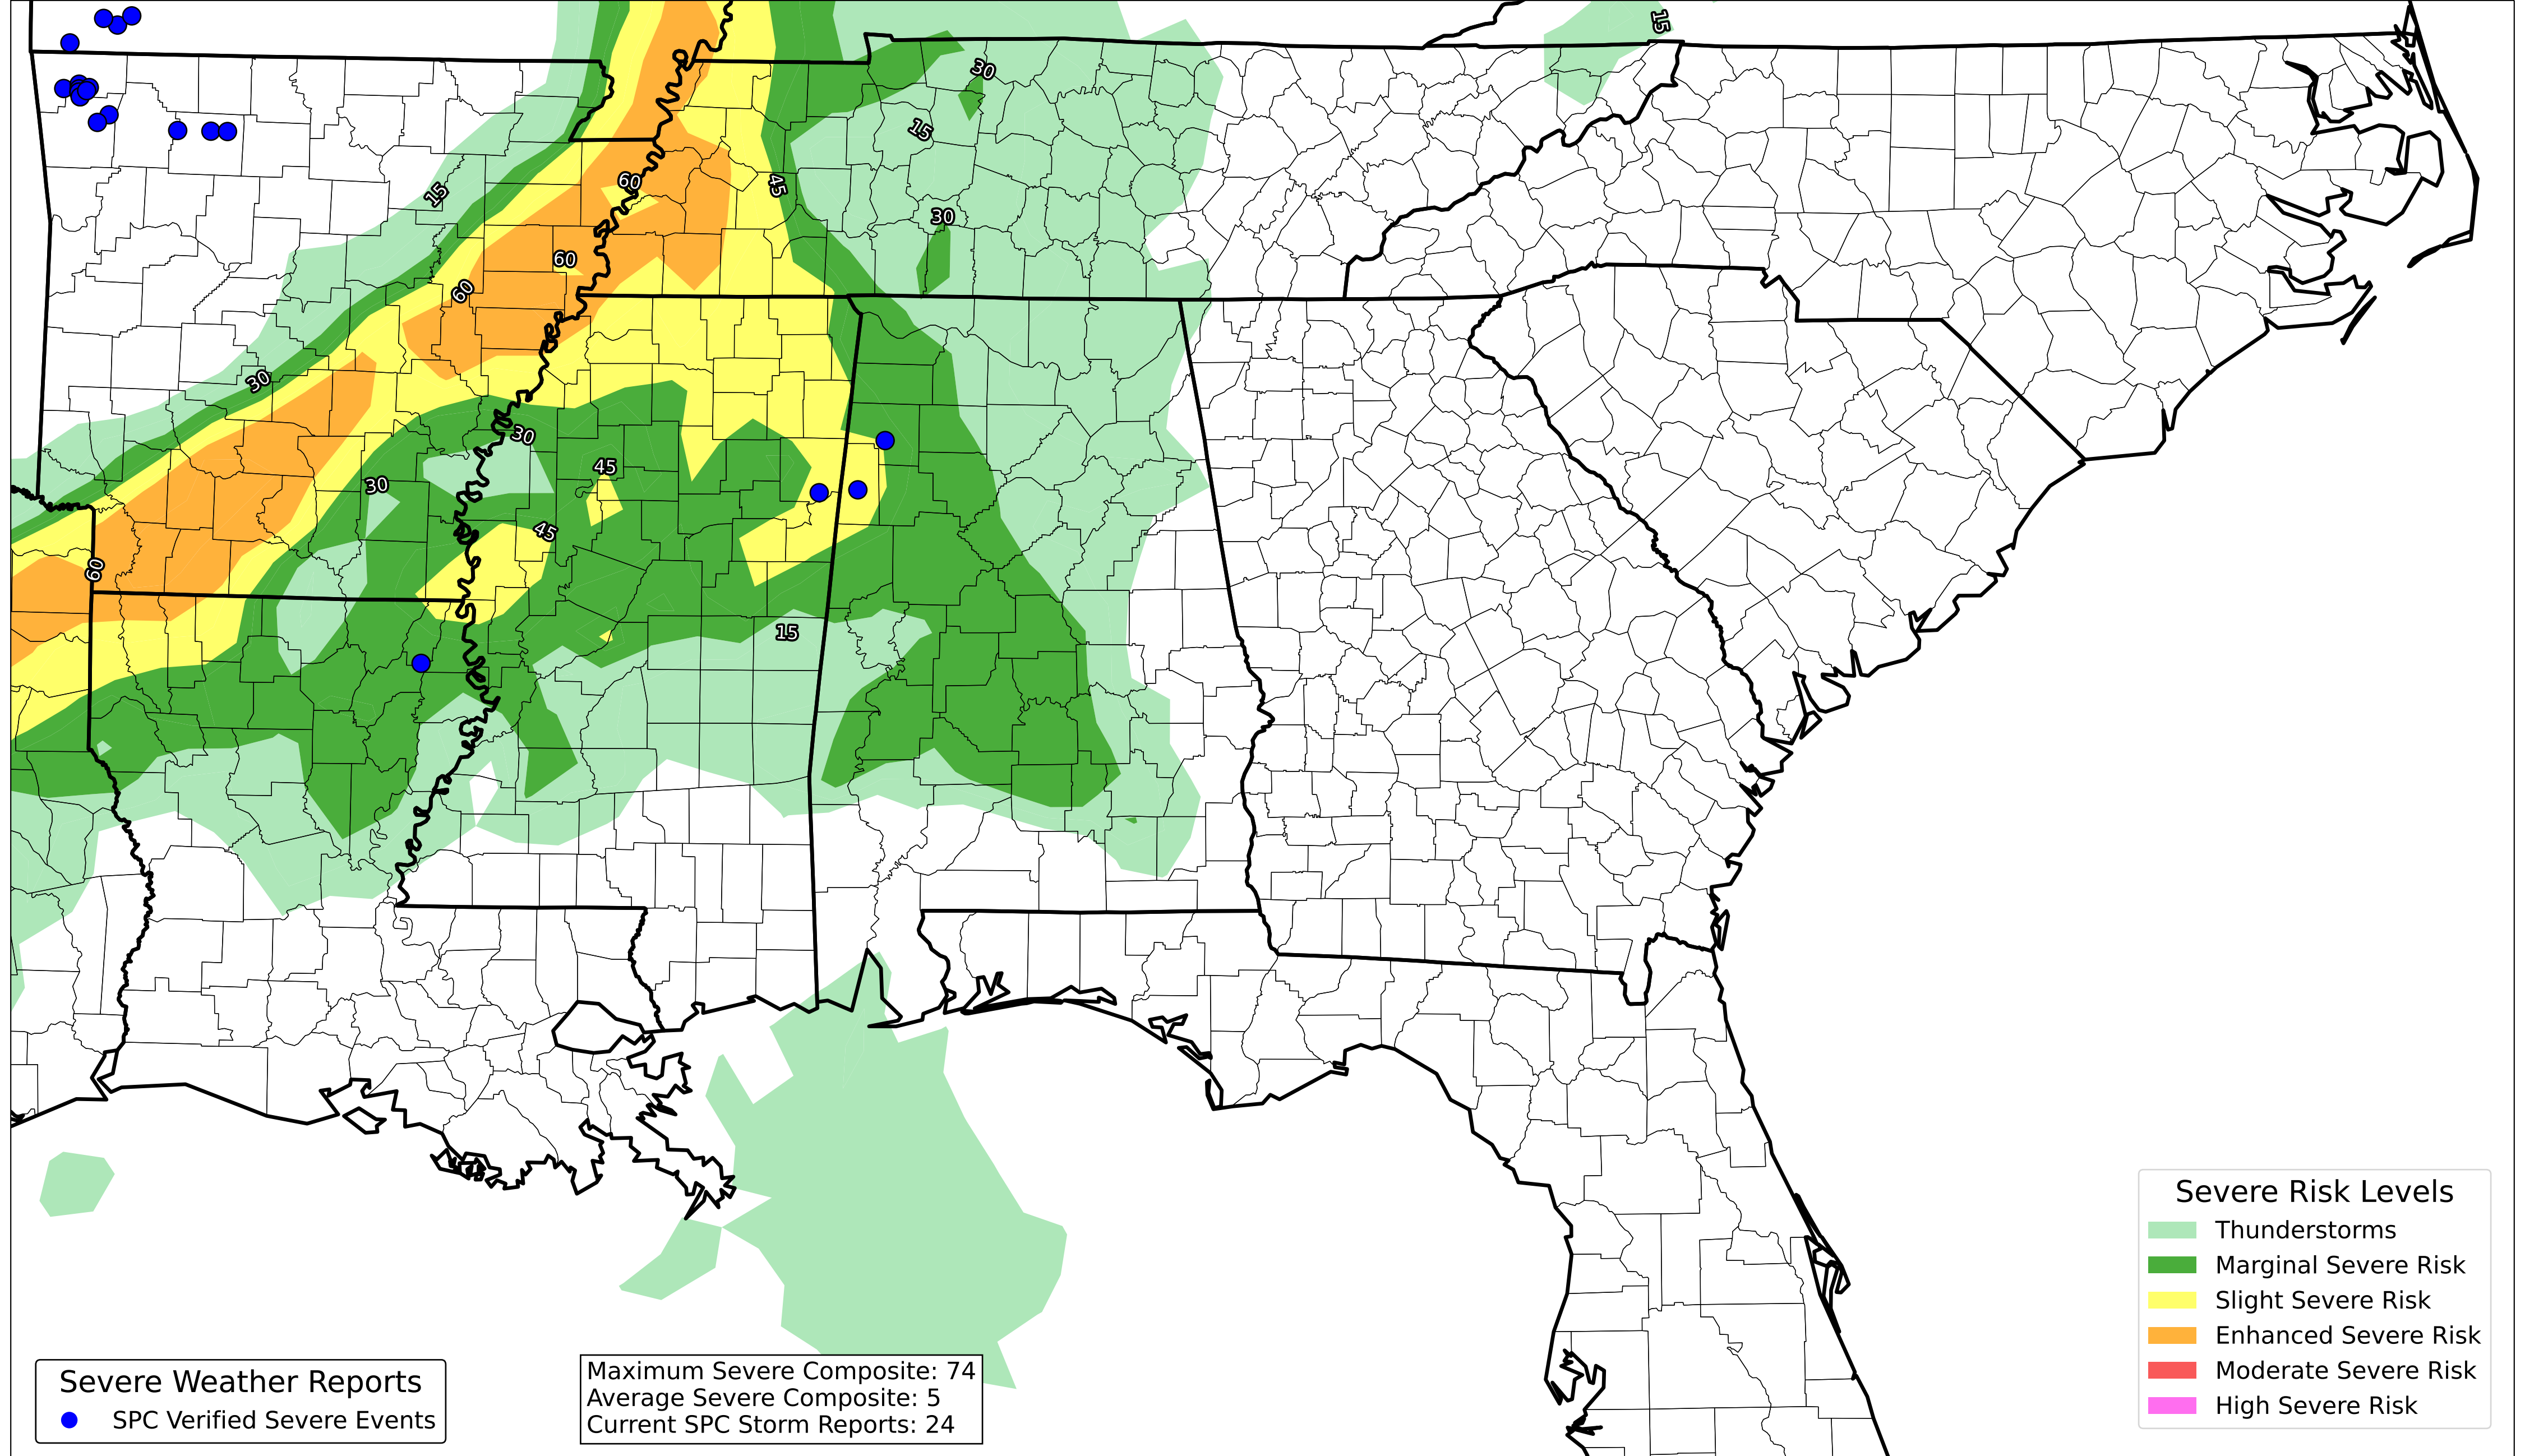 15
30
15
15
60
45
30
60
60
30
30
45
30
45
60
15
Severe Risk Levels
Thunderstorms
Marginal Severe Risk
Slight Severe Risk
Enhanced Severe Risk
Moderate Severe Risk
High Severe Risk
Severe Weather Reports
SPC Verified Severe Events
Maximum Severe Composite: 74
Average Severe Composite: 5
Current SPC Storm Reports: 24